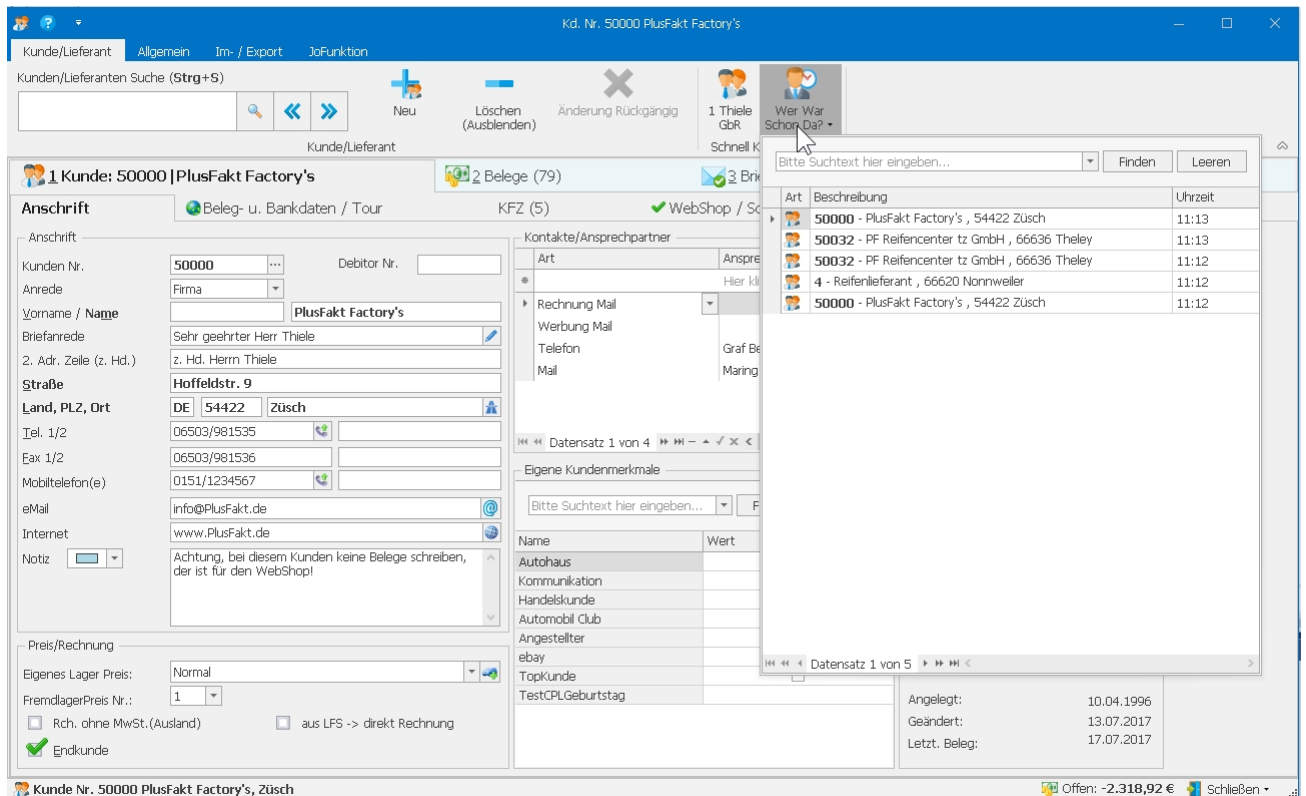 Kd. Nr. 50000 PlusFakt Factory's
Kunde/Lieferant Allgemein Im- / Export JoFunktion
Kunden/Lieferanten Suche (Strg+S)
Neu
Löschen
(Ausblenden)
Änderung Rückgängig
1 Thiele
GbR
Wer War
Schon Da?
Kunde/Lieferant
Schnell K
1 Kunde: 50000 | PlusFakt Factory's
2 Belege (79)
3 Brie
Anschrift
Beleg- u. Bankdaten / Tour
KFZ (5)
WebShop / So
Bitte Suchtext hier eingeben...
Finden
Leeren
Art Beschreibung Uhrzeit
50000 - PlusFakt Factory's , 54422 Züsch 11:13
50032 - PF Reifencenter tz GmbH , 66636 Theley 11:13
50032 - PF Reifencenter tz GmbH , 66636 Theley 11:12
4 - Reifenlieferant , 66620 Nonnweiler 11:12
50000 - PlusFakt Factory's , 54422 Züsch 11:12
Datensatz 1 von 5
Anschrift
Kunden Nr. 50000 ... Debitor Nr.
Anrede Firma
Vorname / Name PlusFakt Factory's
Briefanrede Sehr geehrter Herr Thiele
2. Adr. Zeile (z. Hd.) z. Hd. Herrn Thiele
Straße Hoffeldstr. 9
Land, PLZ, Ort DE 54422 Züsch
Tel. 1/2 06503/981535
Fax 1/2 06503/981536
Mobiltelefon(e) 0151/1234567
eMail info@PlusFakt.de
Internet www.PlusFakt.de
Notiz Achtung, bei diesem Kunden keine Belege schreiben,
der ist für den WebShop!
Preis/Rechnung
Eigenes Lager Preis: Normal
FremdlagerPreis Nr.: 1
Rch. ohne MwSt.(Ausland) aus LFS -> direkt Rechnung
Endkunde
Kontakte/Ansprechpartner
Art Anspre
Hier kli
Rechnung Mail
Werbung Mail
Telefon Graf Be
Mail Maring
Datensatz 1 von 4
Eigene Kundenmerkmale
Bitte Suchtext hier eingeben... F
Name Wert
Autohaus
Kommunikation
Handelskunde
Automobil Club
Angestellter
ebay
TopKunde
TestCPLGeburtstag
Angelegt: 10.04.1996
Geändert: 13.07.2017
Letzt. Beleg: 17.07.2017
Kunde Nr. 50000 PlusFakt Factory's, Züsch
Offen: -2.318,92 € Schließen